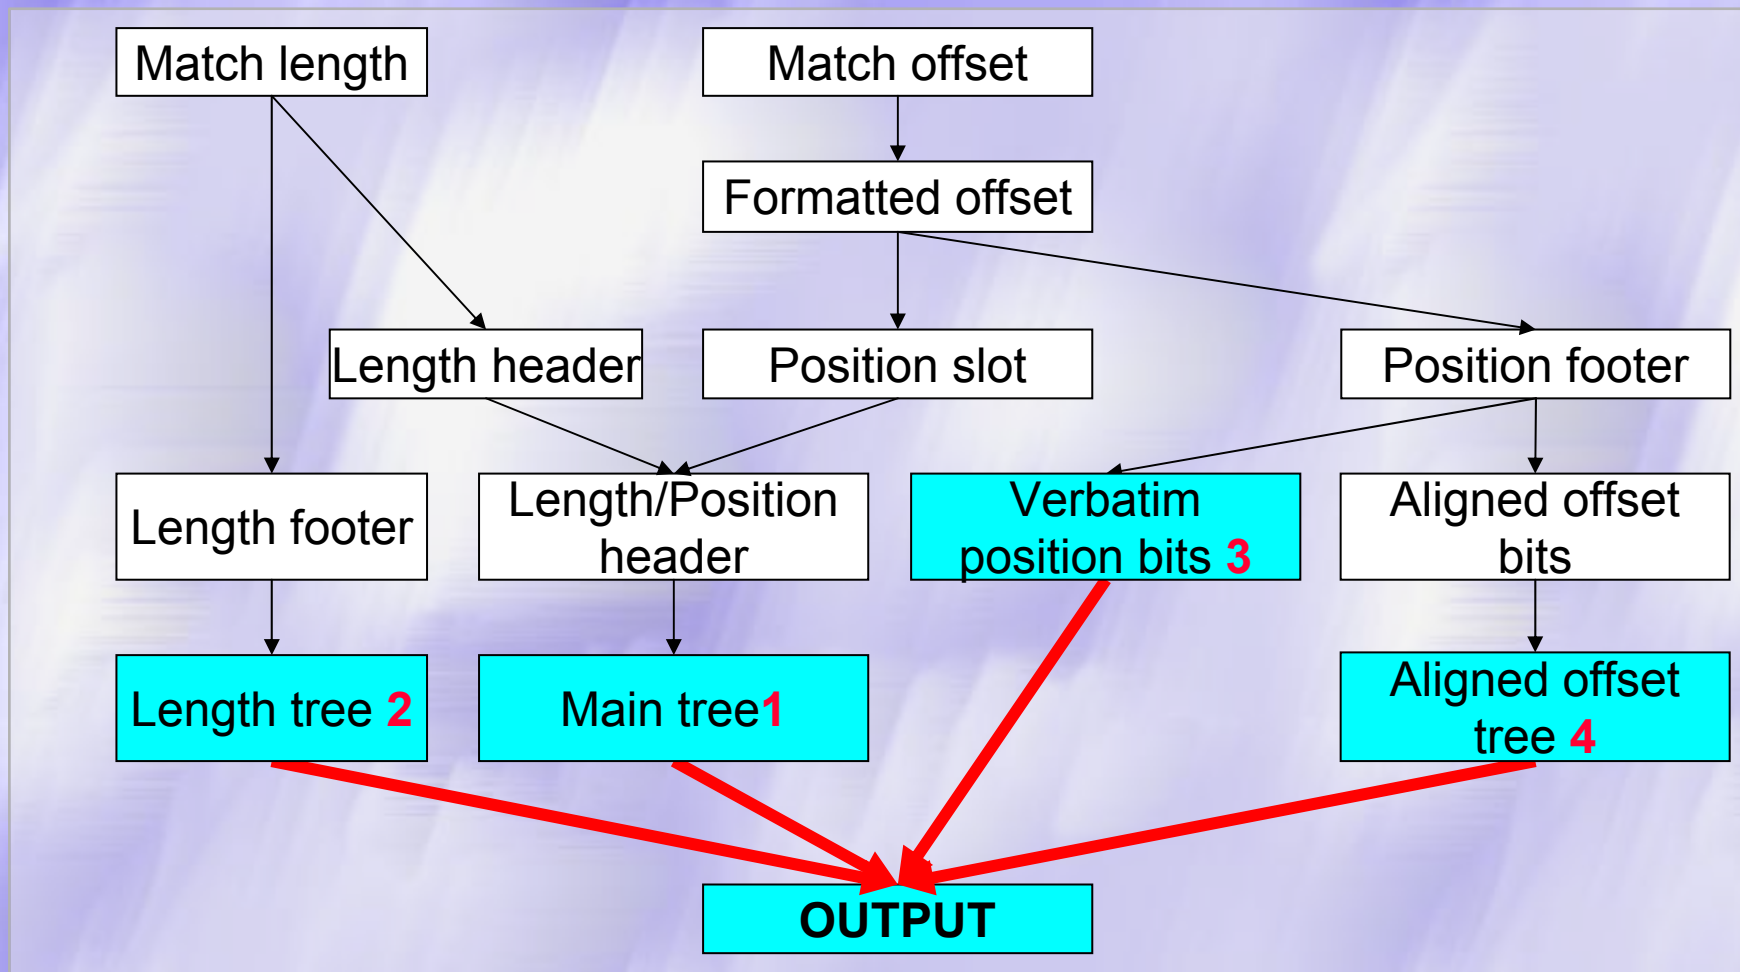 Match length
Match offset
Formatted offset
Length header
Position slot
Position footer
Length footer
Length/Position
header
Verbatim
position bits 3
Aligned offset
bits
Length tree 2
Main tree1
Aligned offset
tree 4
OUTPUT